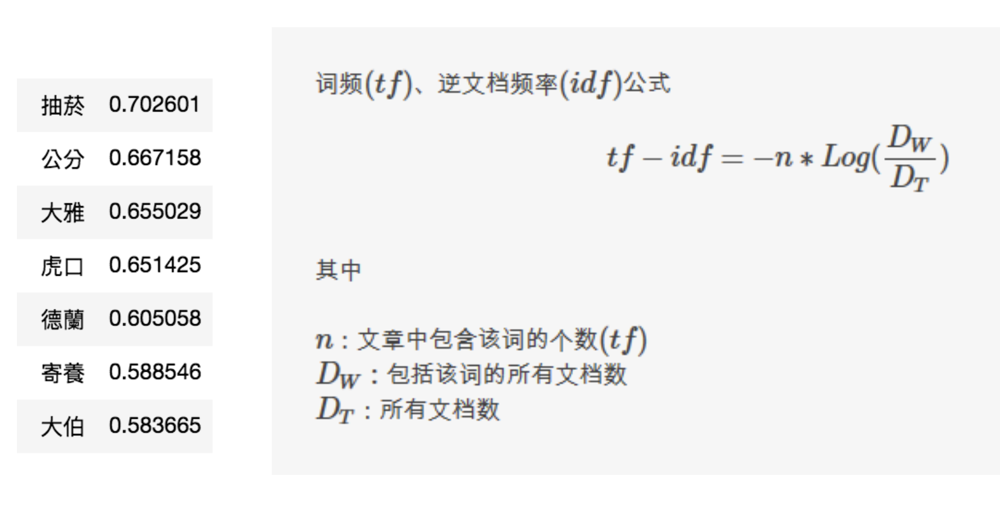 抽菸 0.702601
公分 0.667158
大雅 0.655029
虎口 0.651425
德蘭 0.605058
寄養 0.588546
大伯 0.583665
词频(tf)、逆文档频率(idf)公式
tf − idf = −n * Log(D_W / D_T)
其中
n : 文章中包含该词的个数(tf)
D_W : 包括该词的所有文档数
D_T : 所有文档数